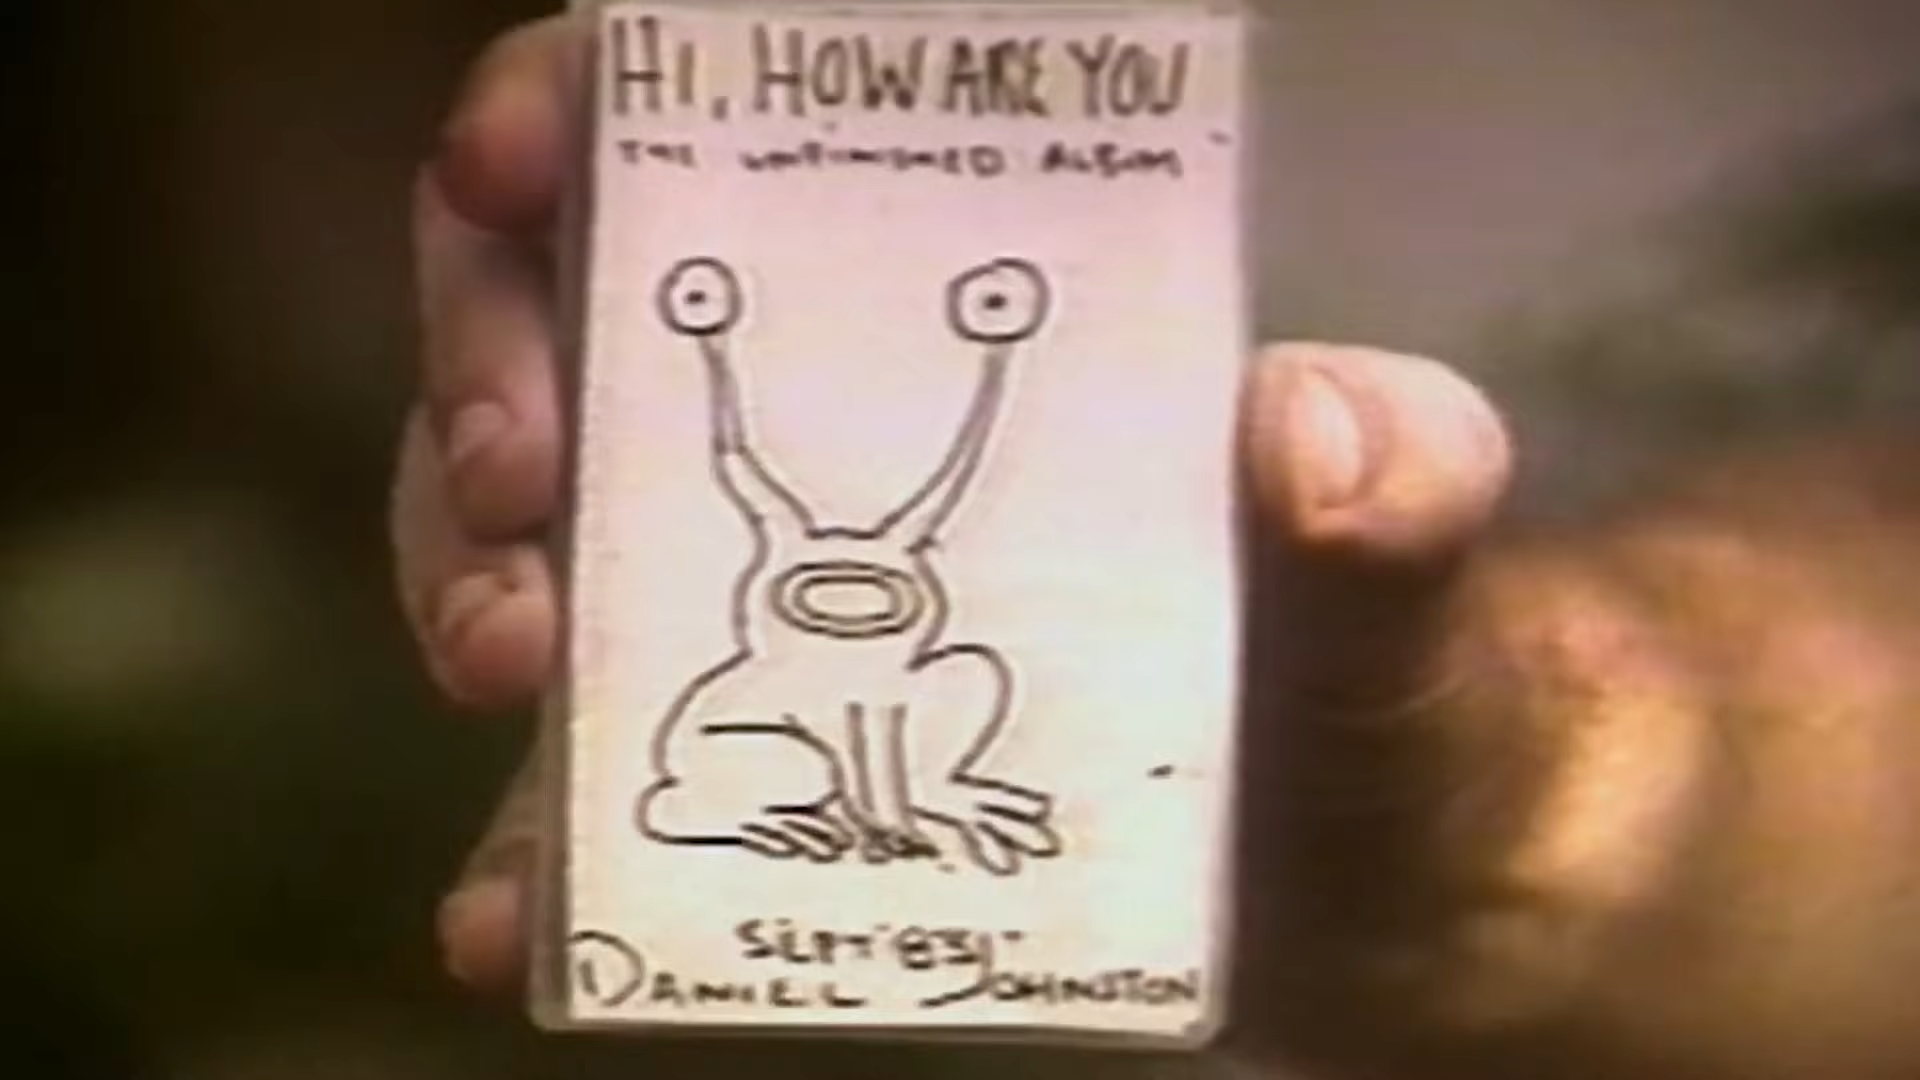 HI, HOW ARE YOU
THE UNFINISHED ALBUM
SEPT '83
DANIEL JOHNSTON